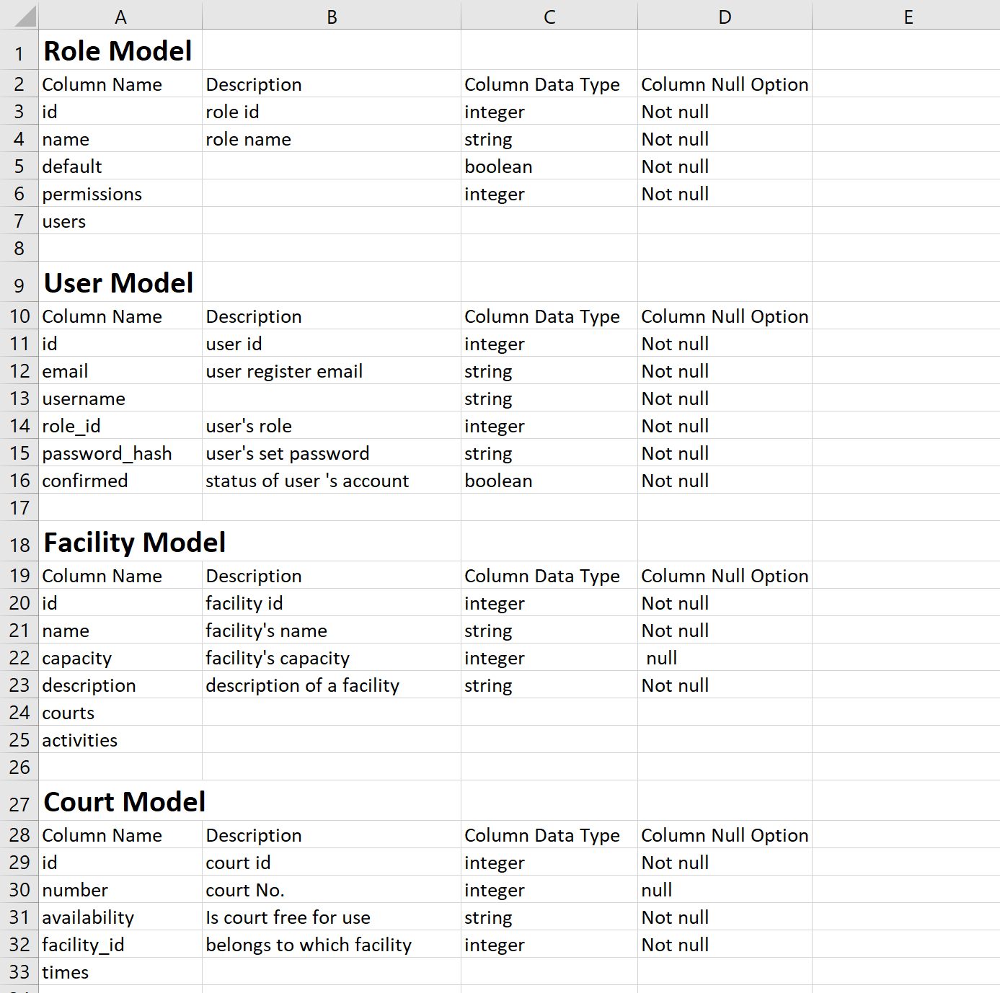 A B C D E
1 Role Model
2 Column Name Description Column Data Type Column Null Option
3 id role id integer Not null
4 name role name string Not null
5 default boolean Not null
6 permissions integer Not null
7 users
8
9 User Model
10 Column Name Description Column Data Type Column Null Option
11 id user id integer Not null
12 email user register email string Not null
13 username string Not null
14 role_id user's role integer Not null
15 password_hash user's set password string Not null
16 confirmed status of user 's account boolean Not null
17
18 Facility Model
19 Column Name Description Column Data Type Column Null Option
20 id facility id integer Not null
21 name facility's name string Not null
22 capacity facility's capacity integer null
23 description description of a facility string Not null
24 courts
25 activities
26
27 Court Model
28 Column Name Description Column Data Type Column Null Option
29 id court id integer Not null
30 number court No. integer null
31 availability Is court free for use string Not null
32 facility_id belongs to which facility integer Not null
33 times